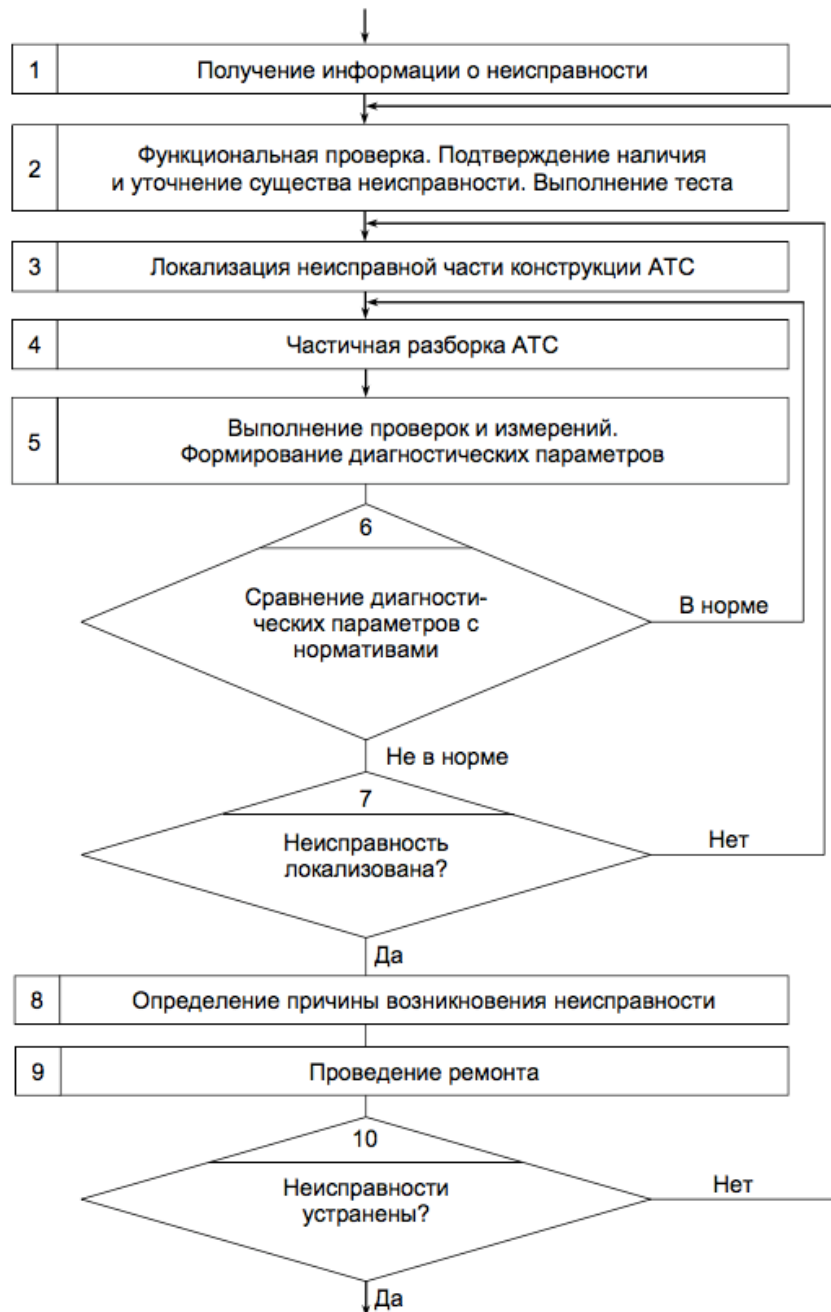 1 Получение информации о неисправности
2 Функциональная проверка. Подтверждение наличия
и уточнение существа неисправности. Выполнение теста
3 Локализация неисправной части конструкции АТС
4 Частичная разборка АТС
5 Выполнение проверок и измерений.
Формирование диагностических параметров
6
Сравнение диагности-
ческих параметров с
нормативами
В норме
Не в норме
7
Неисправность
локализована?
Нет
Да
8 Определение причины возникновения неисправности
9 Проведение ремонта
10
Неисправности
устранены?
Нет
Да